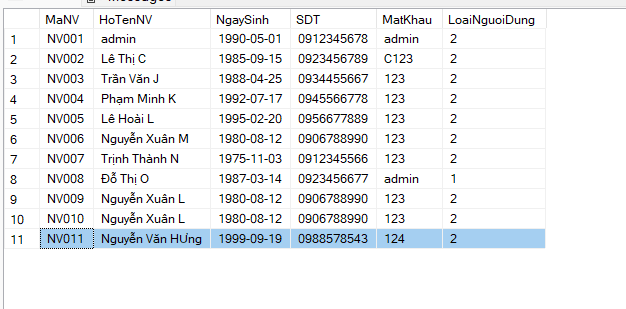 MaNV HoTenNV NgaySinh SDT MatKhau LoaiNguoiDung
1 NV001 admin 1990-05-01 0912345678 admin 2
2 NV002 Lê Thị C 1985-09-15 0923456789 C123 2
3 NV003 Trần Văn J 1988-04-25 0934455667 123 2
4 NV004 Phạm Minh K 1992-07-17 0945566778 123 2
5 NV005 Lê Hoài L 1995-02-20 0956677889 123 2
6 NV006 Nguyễn Xuân M 1980-08-12 0906788990 123 2
7 NV007 Trịnh Thành N 1975-11-03 0912345566 123 2
8 NV008 Đỗ Thị O 1987-03-14 0923456677 admin 1
9 NV009 Nguyễn Xuân L 1980-08-12 0906788990 123 2
10 NV010 Nguyễn Xuân L 1980-08-12 0906788990 123 2
11 NV011 Nguyễn Văn HƯng 1999-09-19 0988578543 124 2